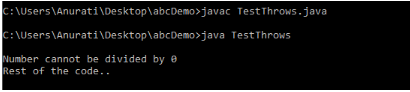 C:\Users\Anurati\Desktop\abcDemo>javac TestThrows.java
C:\Users\Anurati\Desktop\abcDemo>java TestThrows
Number cannot be divided by 0
Rest of the code..